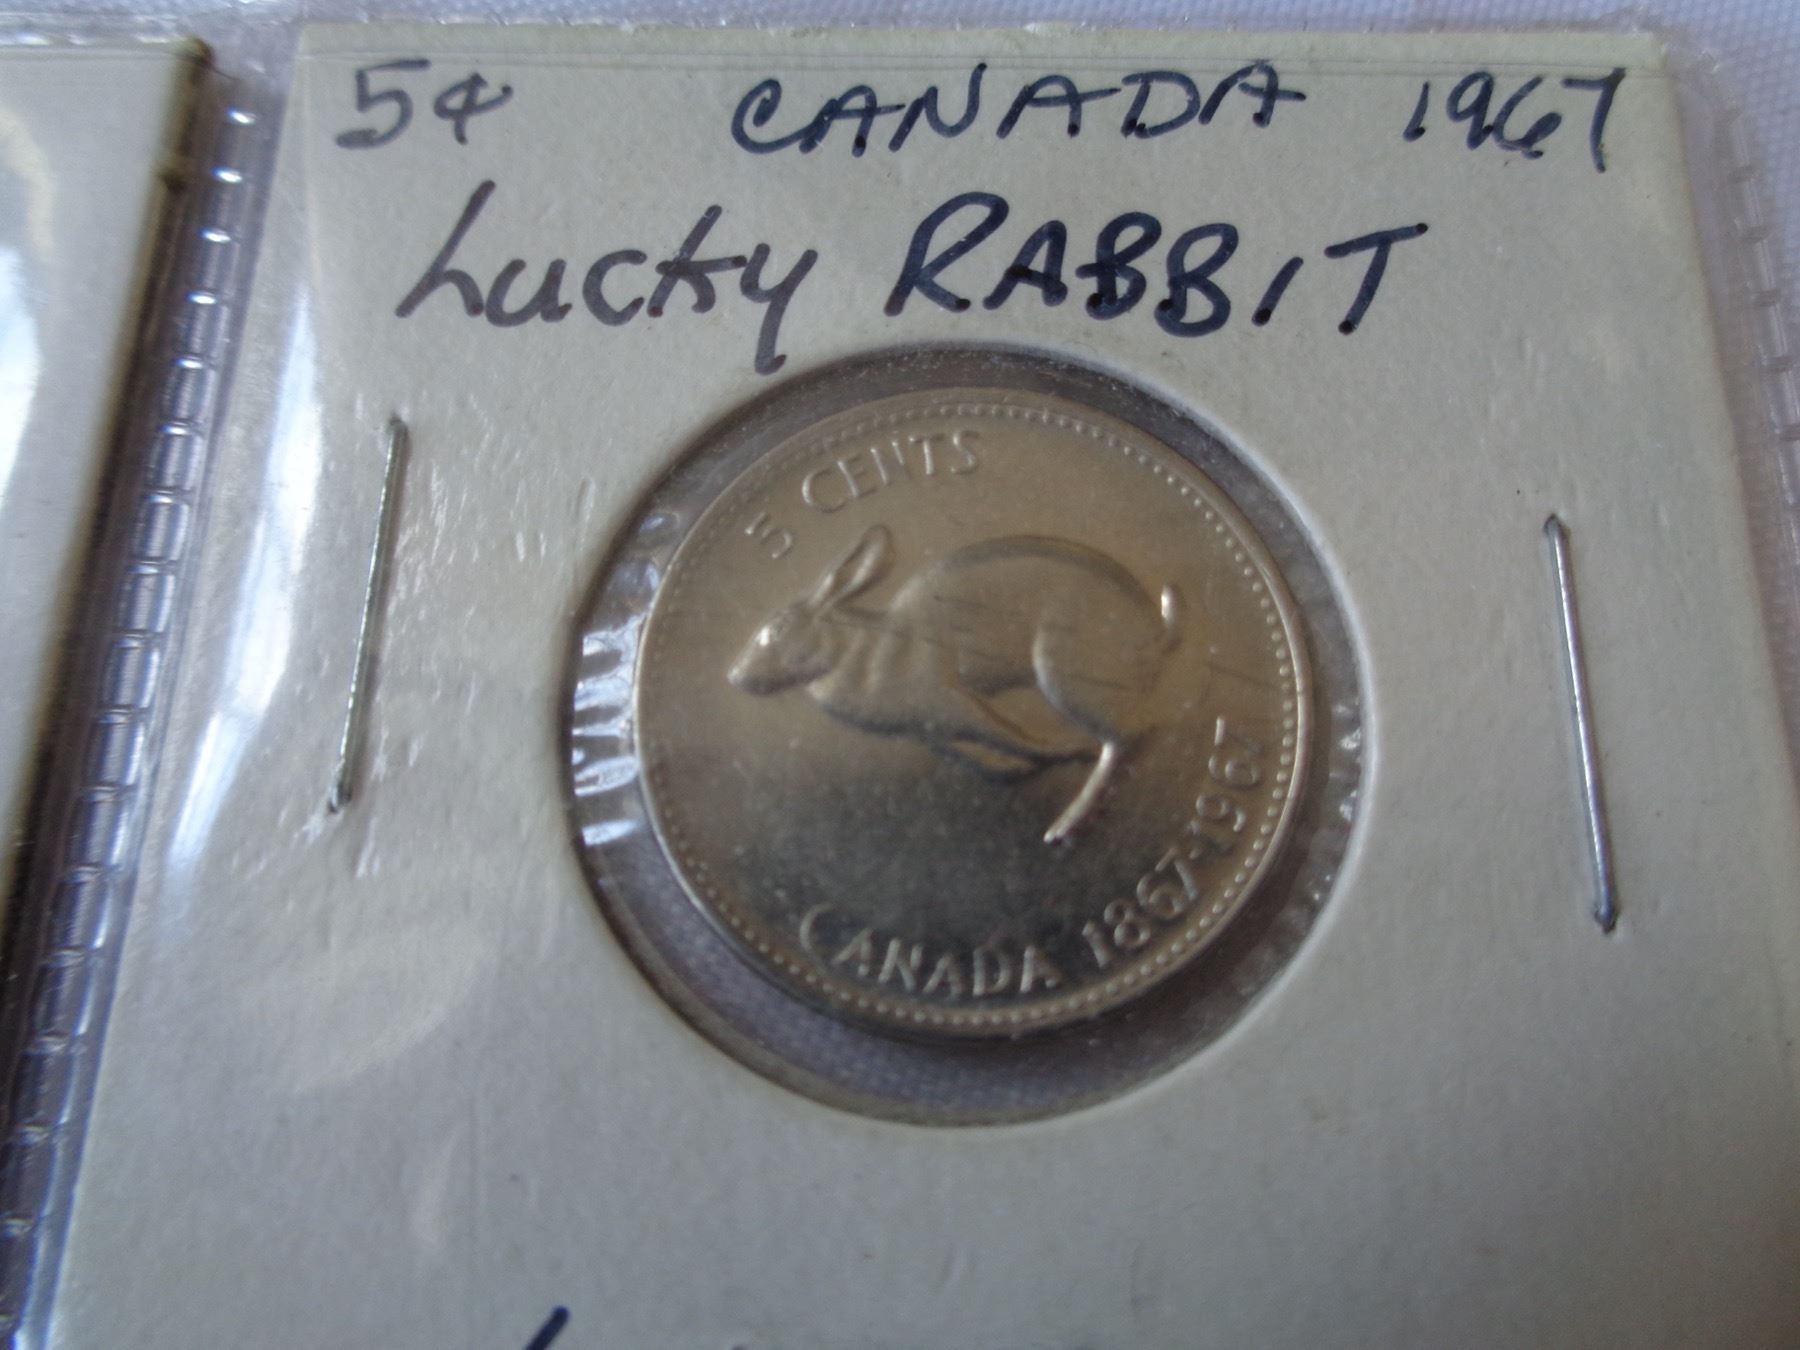 5¢ CANADA 1967
Lucky RABBIT
5 CENTS
CANADA 1867·1967